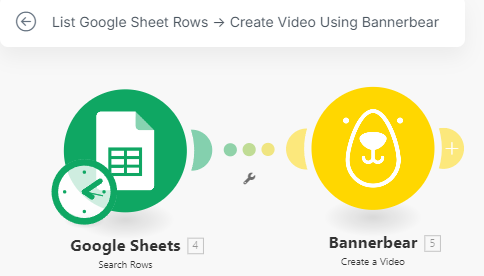 List Google Sheet Rows → Create Video Using Bannerbear
Google Sheets 4
Search Rows
Bannerbear 5
Create a Video